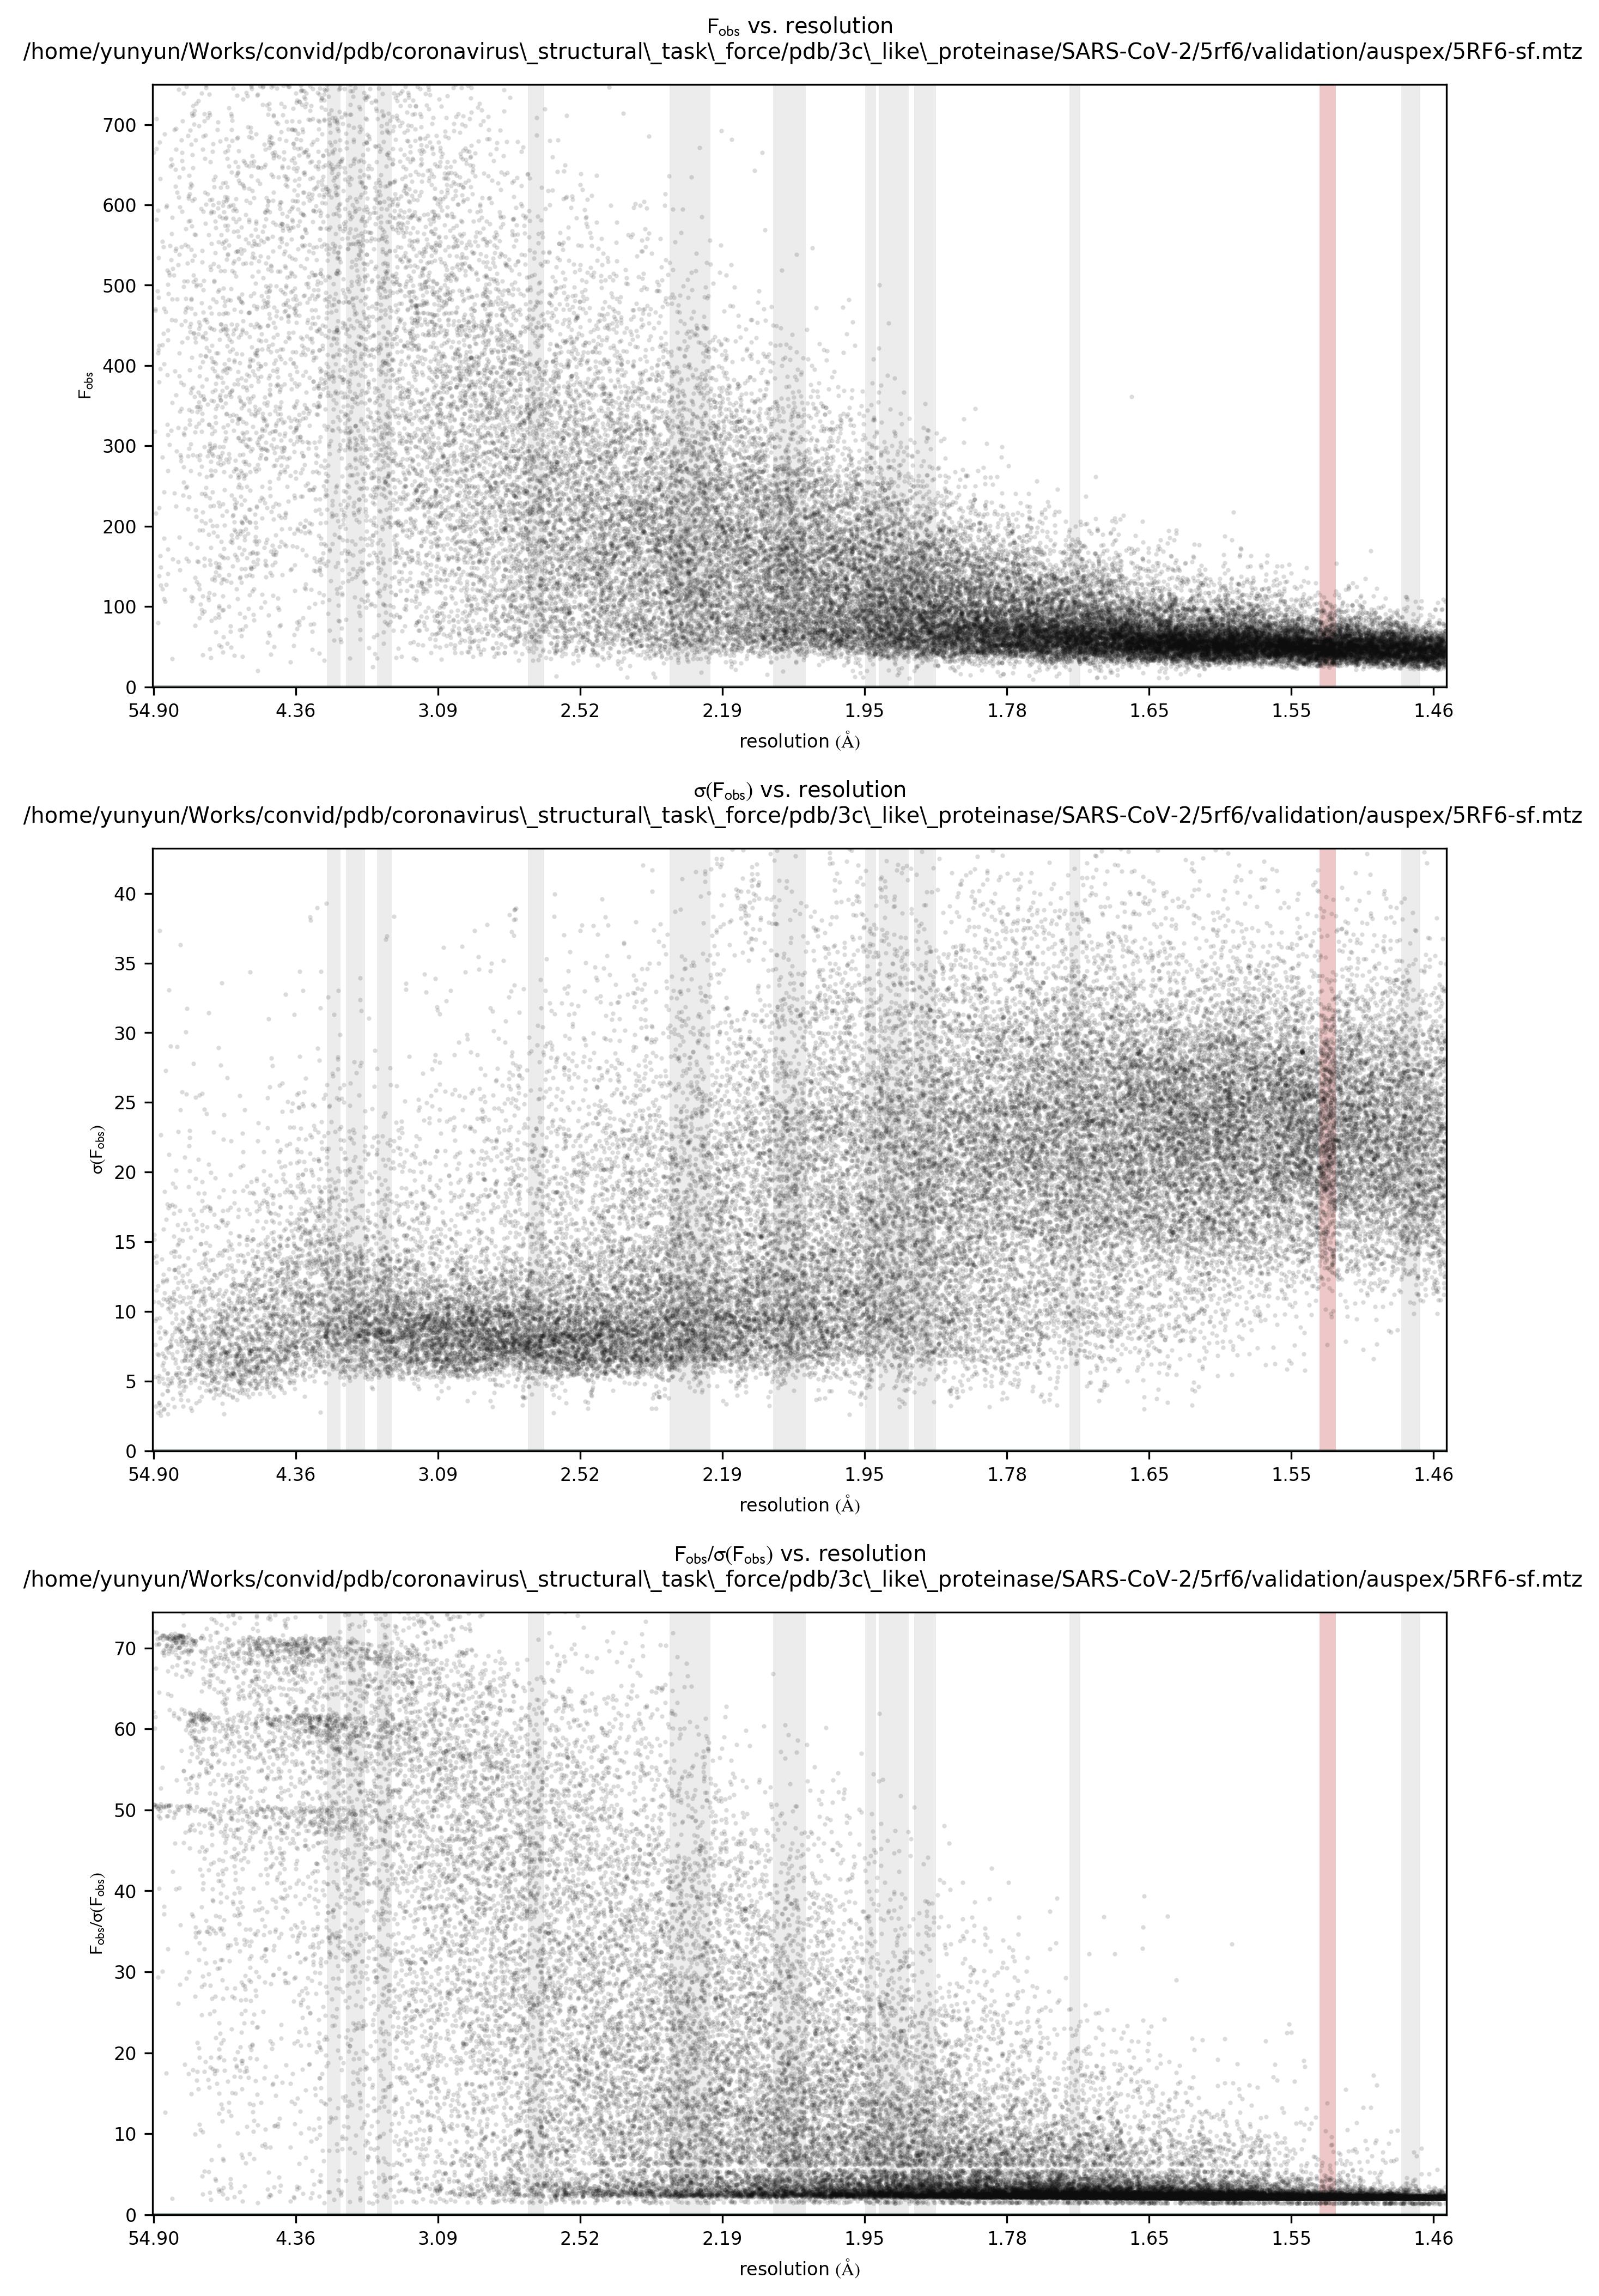 Fobs vs. resolution
/home/yunyun/Works/convid/pdb/coronavirus\_structural\_task\_force/pdb/3c\_like\_proteinase/SARS-CoV-2/5rf6/validation/auspex/5RF6-sf.mtz
Fobs
700
600
500
400
300
200
100
0
54.90 4.36 3.09 2.52 2.19 1.95 1.78 1.65 1.55 1.46
resolution (Å)
σ(Fobs) vs. resolution
/home/yunyun/Works/convid/pdb/coronavirus\_structural\_task\_force/pdb/3c\_like\_proteinase/SARS-CoV-2/5rf6/validation/auspex/5RF6-sf.mtz
σ(Fobs)
40
35
30
25
20
15
10
5
0
54.90 4.36 3.09 2.52 2.19 1.95 1.78 1.65 1.55 1.46
resolution (Å)
Fobs/σ(Fobs) vs. resolution
/home/yunyun/Works/convid/pdb/coronavirus\_structural\_task\_force/pdb/3c\_like\_proteinase/SARS-CoV-2/5rf6/validation/auspex/5RF6-sf.mtz
Fobs/σ(Fobs)
70
60
50
40
30
20
10
0
54.90 4.36 3.09 2.52 2.19 1.95 1.78 1.65 1.55 1.46
resolution (Å)